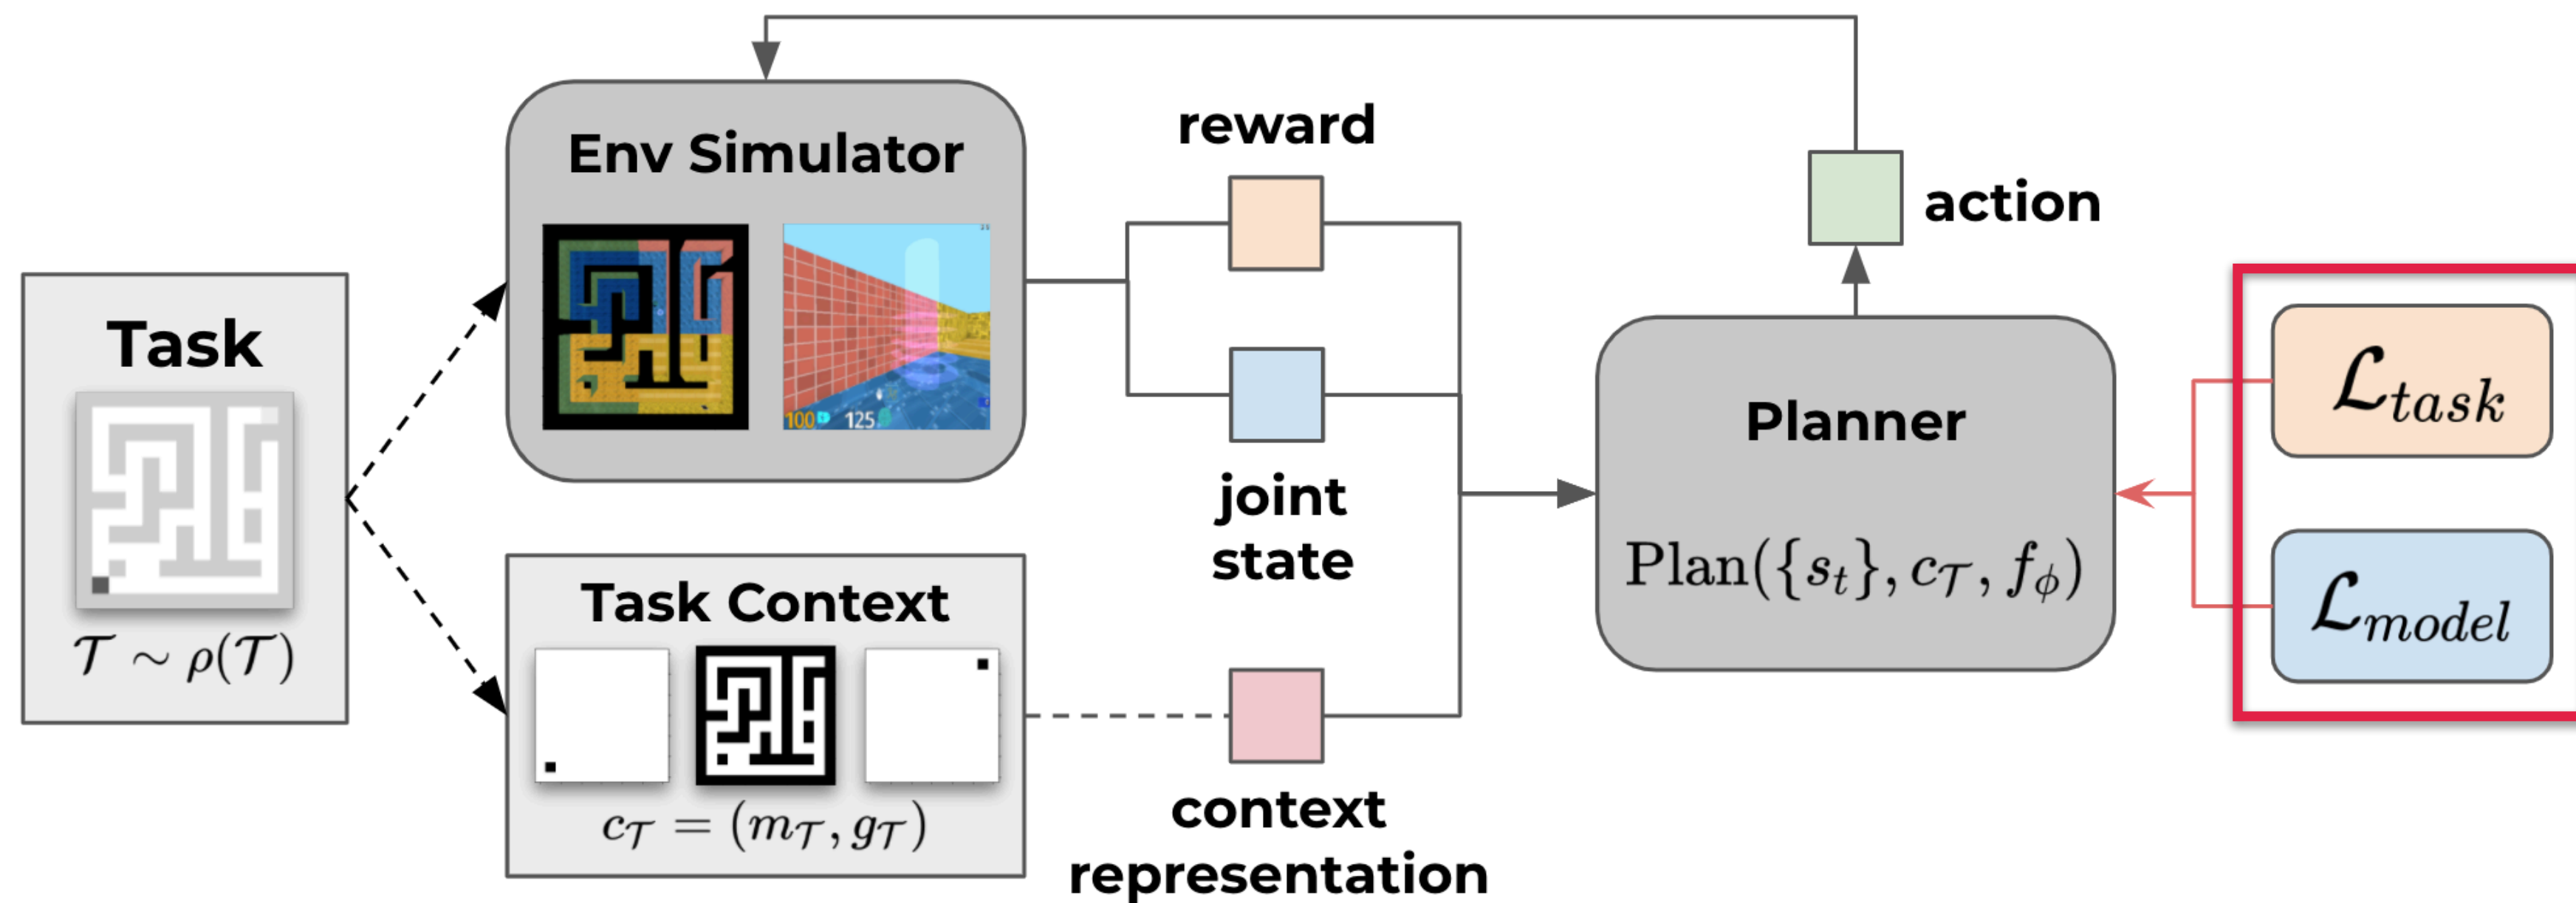 Task
𝒯 ∼ ρ(𝒯)
Env Simulator
100
125
Task Context
c_𝒯 = (m_𝒯, g_𝒯)
reward
joint
state
context
representation
action
Planner
Plan({s_t}, c_𝒯, f_ϕ)
ℒ_task
ℒ_model